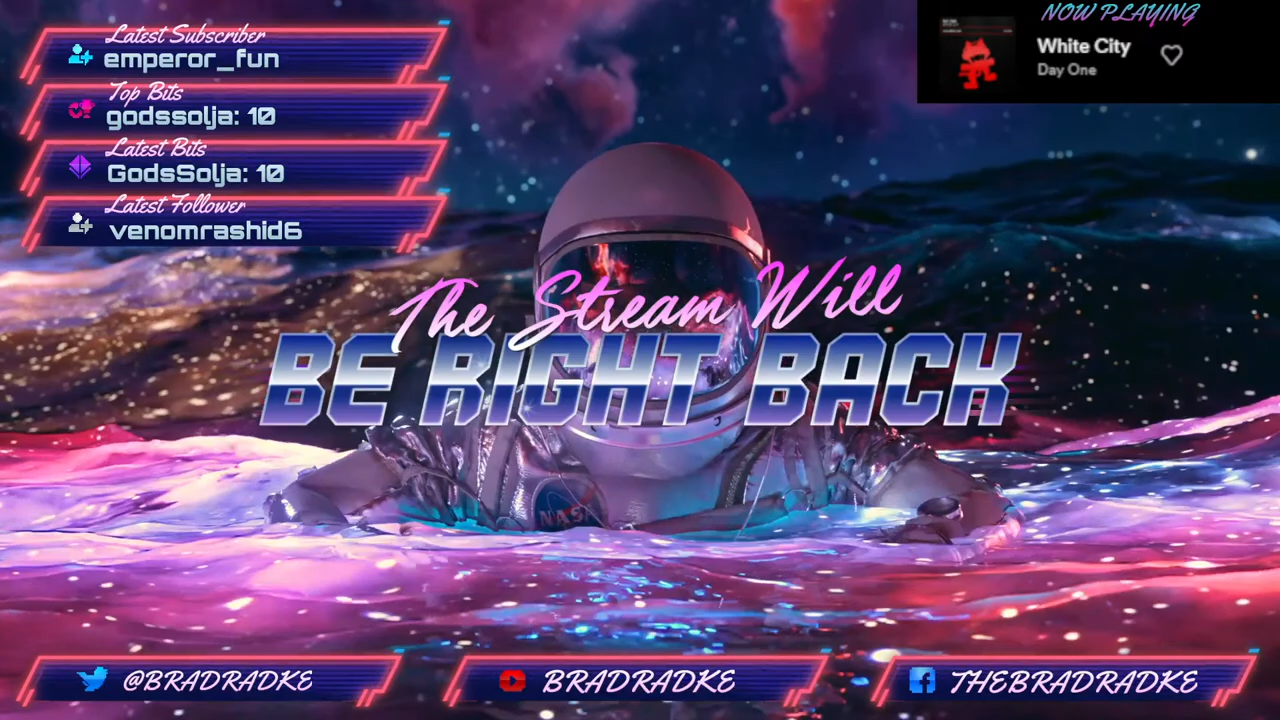 Latest Subscriber
emperor_fun
Top Bits
godssolja: 10
Latest Bits
GodsSolja: 10
Latest Follower
venomrashid6
NOW PLAYING
White City
Day One
The Stream Will
BE RIGHT BACK
NASA
@BRADRADKE
BRADRADKE
THEBRADRADKE